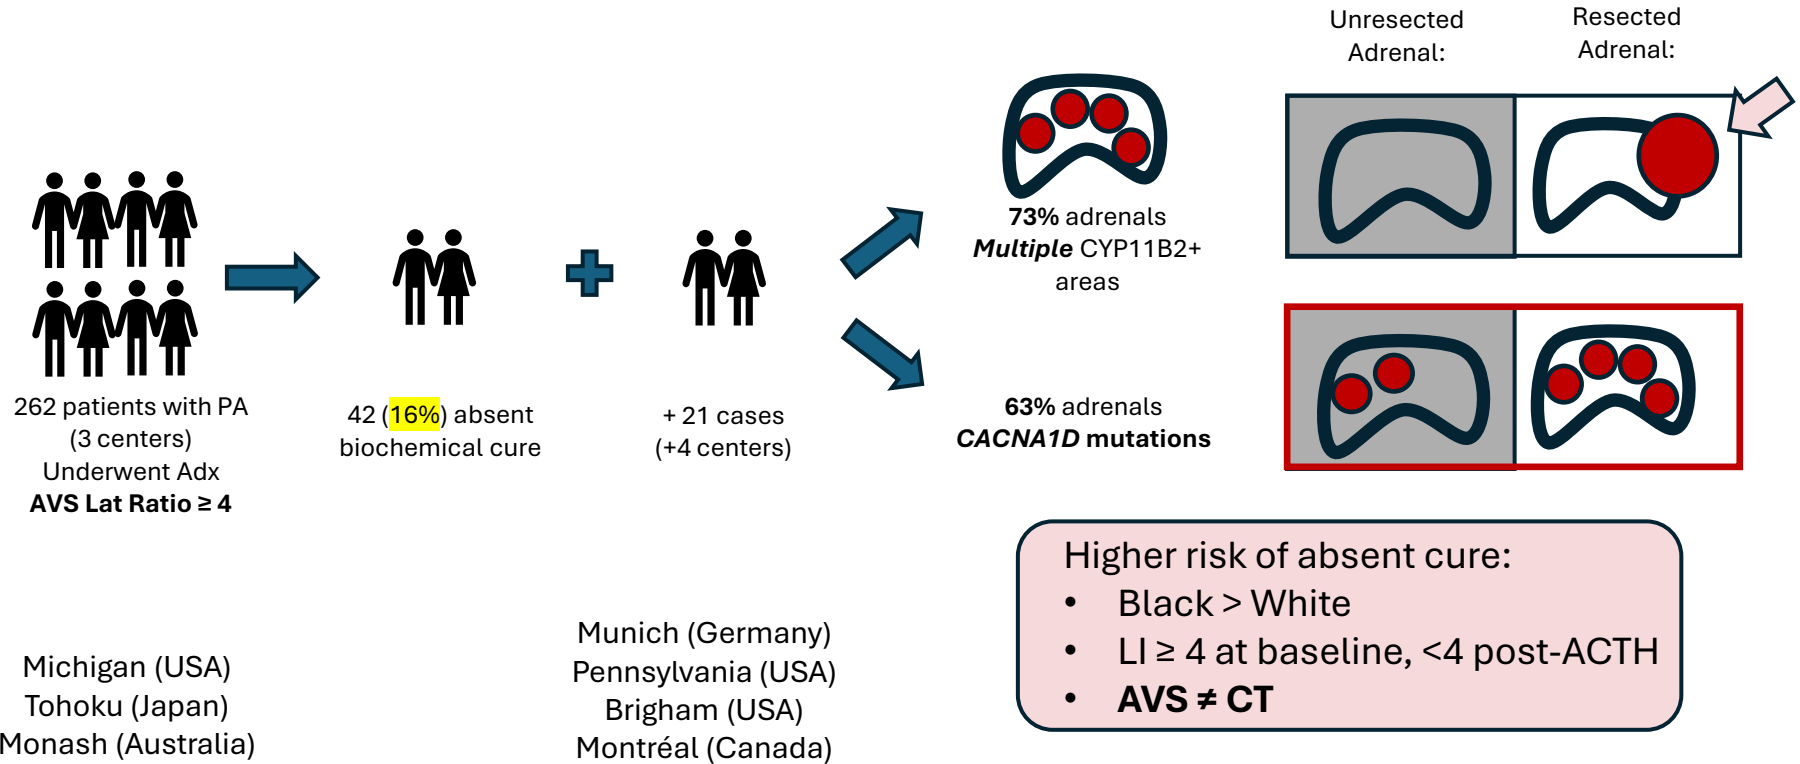 Unresected
Adrenal:
Resected
Adrenal:
262 patients with PA
(3 centers)
Underwent Adx
AVS Lat Ratio ≥ 4
42 (16%) absent
biochemical cure
+ 21 cases
(+4 centers)
73% adrenals
Multiple CYP11B2+
areas
63% adrenals
CACNA1D mutations
Higher risk of absent cure:
• Black > White
• LI ≥ 4 at baseline, <4 post-ACTH
• AVS ≠ CT
Michigan (USA)
Tohoku (Japan)
Monash (Australia)
Munich (Germany)
Pennsylvania (USA)
Brigham (USA)
Montréal (Canada)